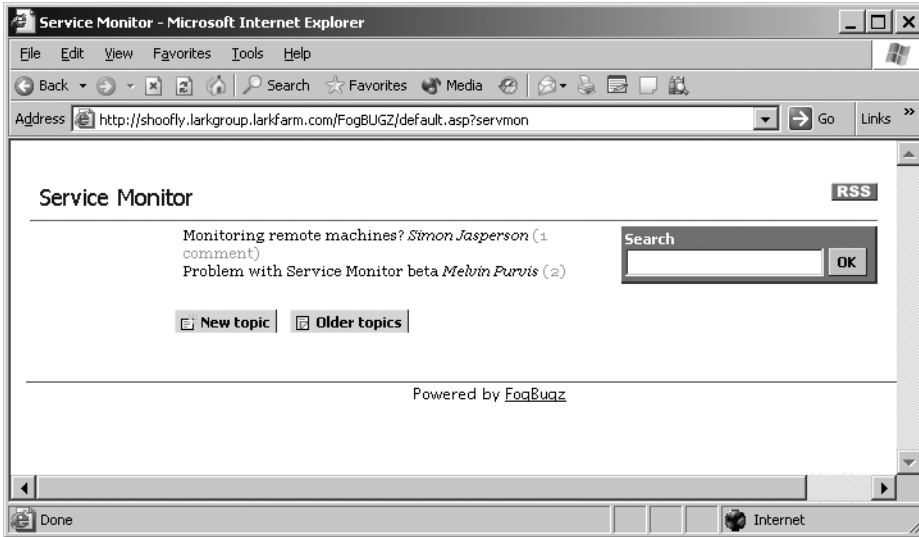 Service Monitor - Microsoft Internet Explorer
File Edit View Favorites Tools Help
Back Search Favorites Media
Address http://shoofly.larkgroup.larkfarm.com/FogBUGZ/default.asp?servmon Go Links »
Service Monitor
RSS
Monitoring remote machines? Simon Jasperson (1
comment)
Problem with Service Monitor beta Melvin Purvis (2)
Search
OK
New topic Older topics
Powered by FogBugz
Done Internet